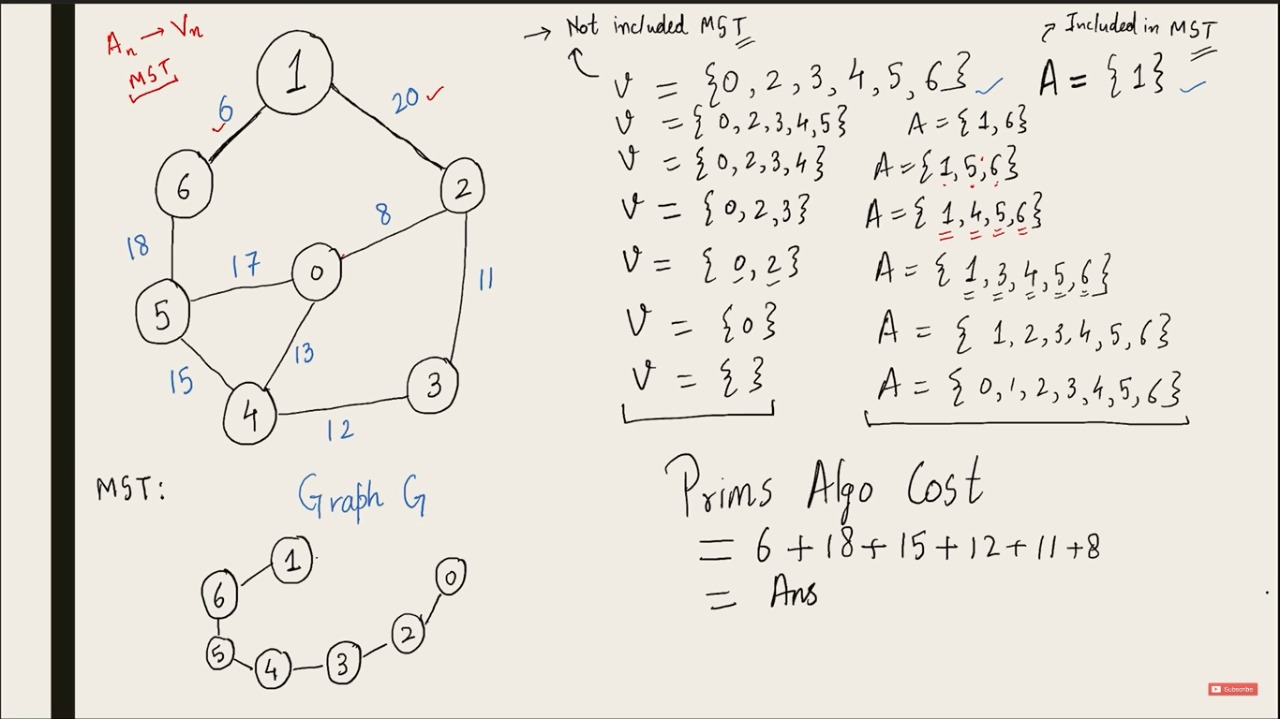 An → Vn
MST
→ Not included MST
Included in MST
V = {0, 2, 3, 4, 5, 6} ✓ A = {1} ✓
V = {0, 2, 3, 4, 5} A = {1, 6}
V = {0, 2, 3, 4} A = {1, 5, 6}
V = {0, 2, 3} A = {1, 4, 5, 6}
V = {0, 2} A = {1, 3, 4, 5, 6}
V = {0} A = {1, 2, 3, 4, 5, 6}
V = { } A = {0, 1, 2, 3, 4, 5, 6}
1
6 ✓ 20 ✓
6 2
8
18 17 0 11
5
15 13 3
4
12
MST: Graph G
1
6 0
5 4 3 2
Prims Algo Cost
= 6 + 18 + 15 + 12 + 11 + 8
= Ans
Subscribe